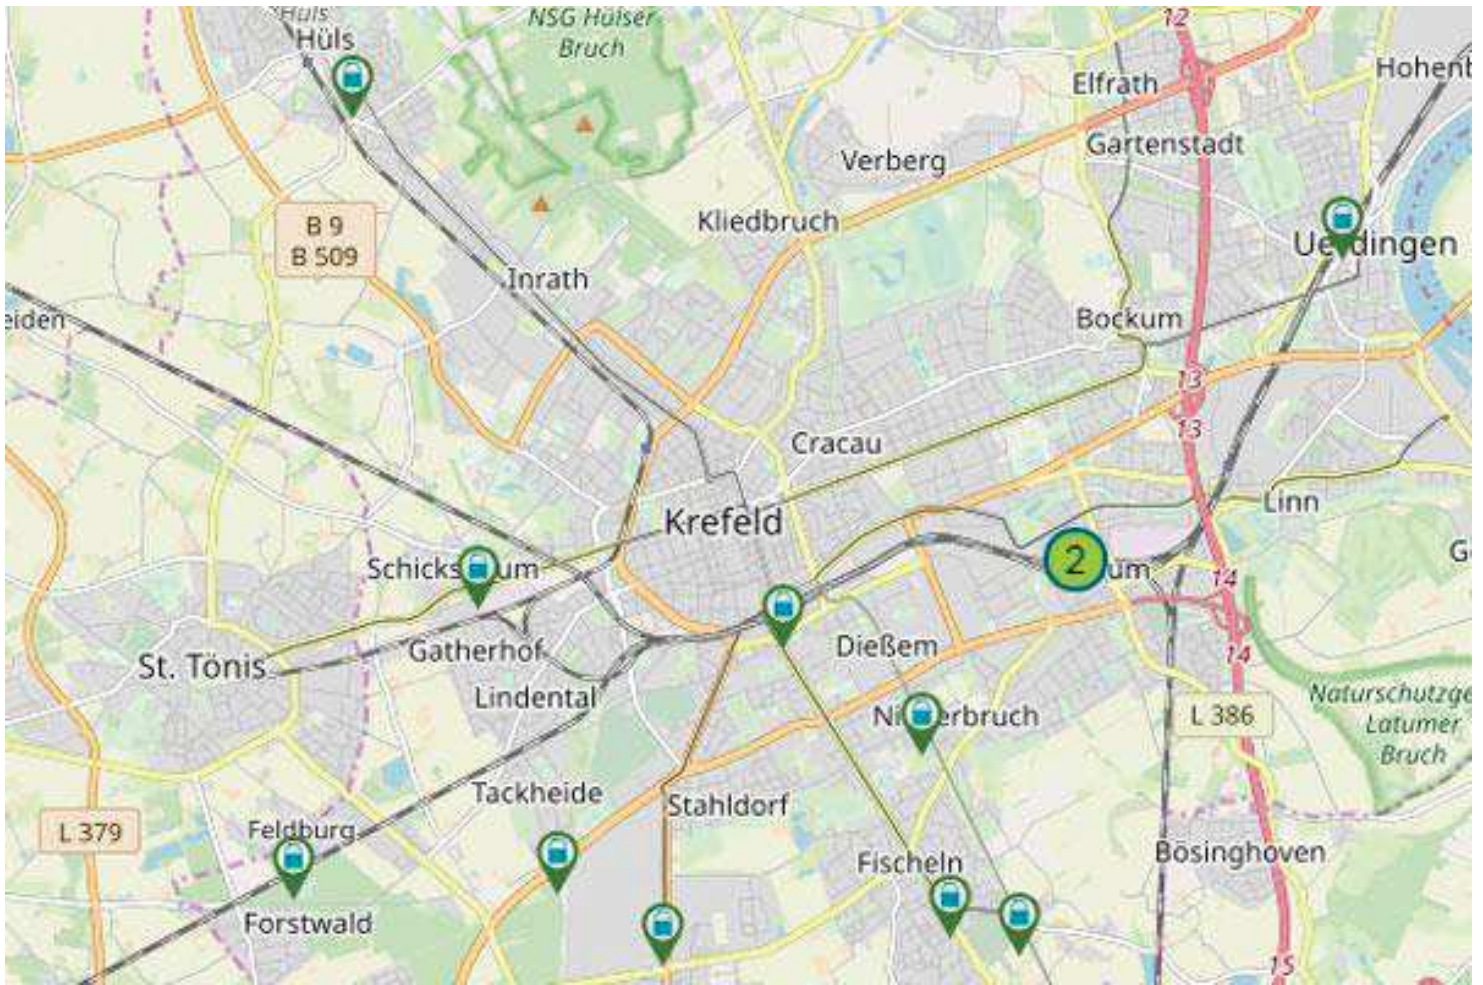 Hüls
Hüls
NSG Hülser
Bruch
12
Elfrath
Hohenb
Gartenstadt
Verberg
B 9
B 509
Kliedbruch
Inrath
eiden
Bockum
13
13
Cracau
Krefeld
Linn
2
um
14
14
Gatherhof
St. Tönis
Dießem
Lindental
L 386
Naturschutzge
Latumer
Bruch
Tackheide
Stahldorf
L 379
Feldburg
Fischeln
Bösinghoven
Forstwald
15